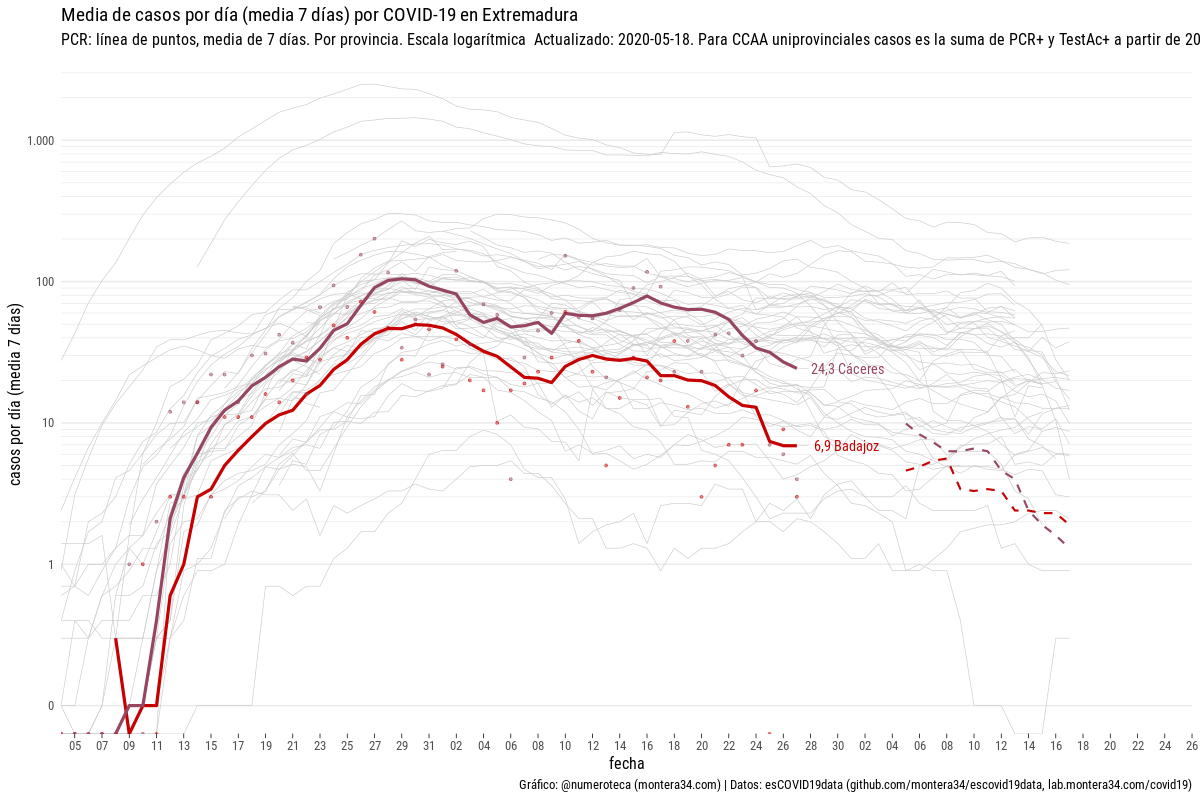 Media de casos por día (media 7 días) por COVID-19 en Extremadura
PCR: línea de puntos, media de 7 días. Por provincia. Escala logarítmica  Actualizado: 2020-05-18. Para CCAA uniprovinciales casos es la suma de PCR+ y TestAc+ a partir de 20
casos por día (media 7 días)
1.000
100
10
1
0
24,3 Cáceres
6,9 Badajoz
05 07 09 11 13 15 17 19 21 23 25 27 29 31 02 04 06 08 10 12 14 16 18 20 22 24 26 28 30 02 04 06 08 10 12 14 16 18 20 22 24 26
fecha
Gráfico: @numeroteca (montera34.com) | Datos: esCOVID19data (github.com/montera34/escovid19data, lab.montera34.com/covid19)